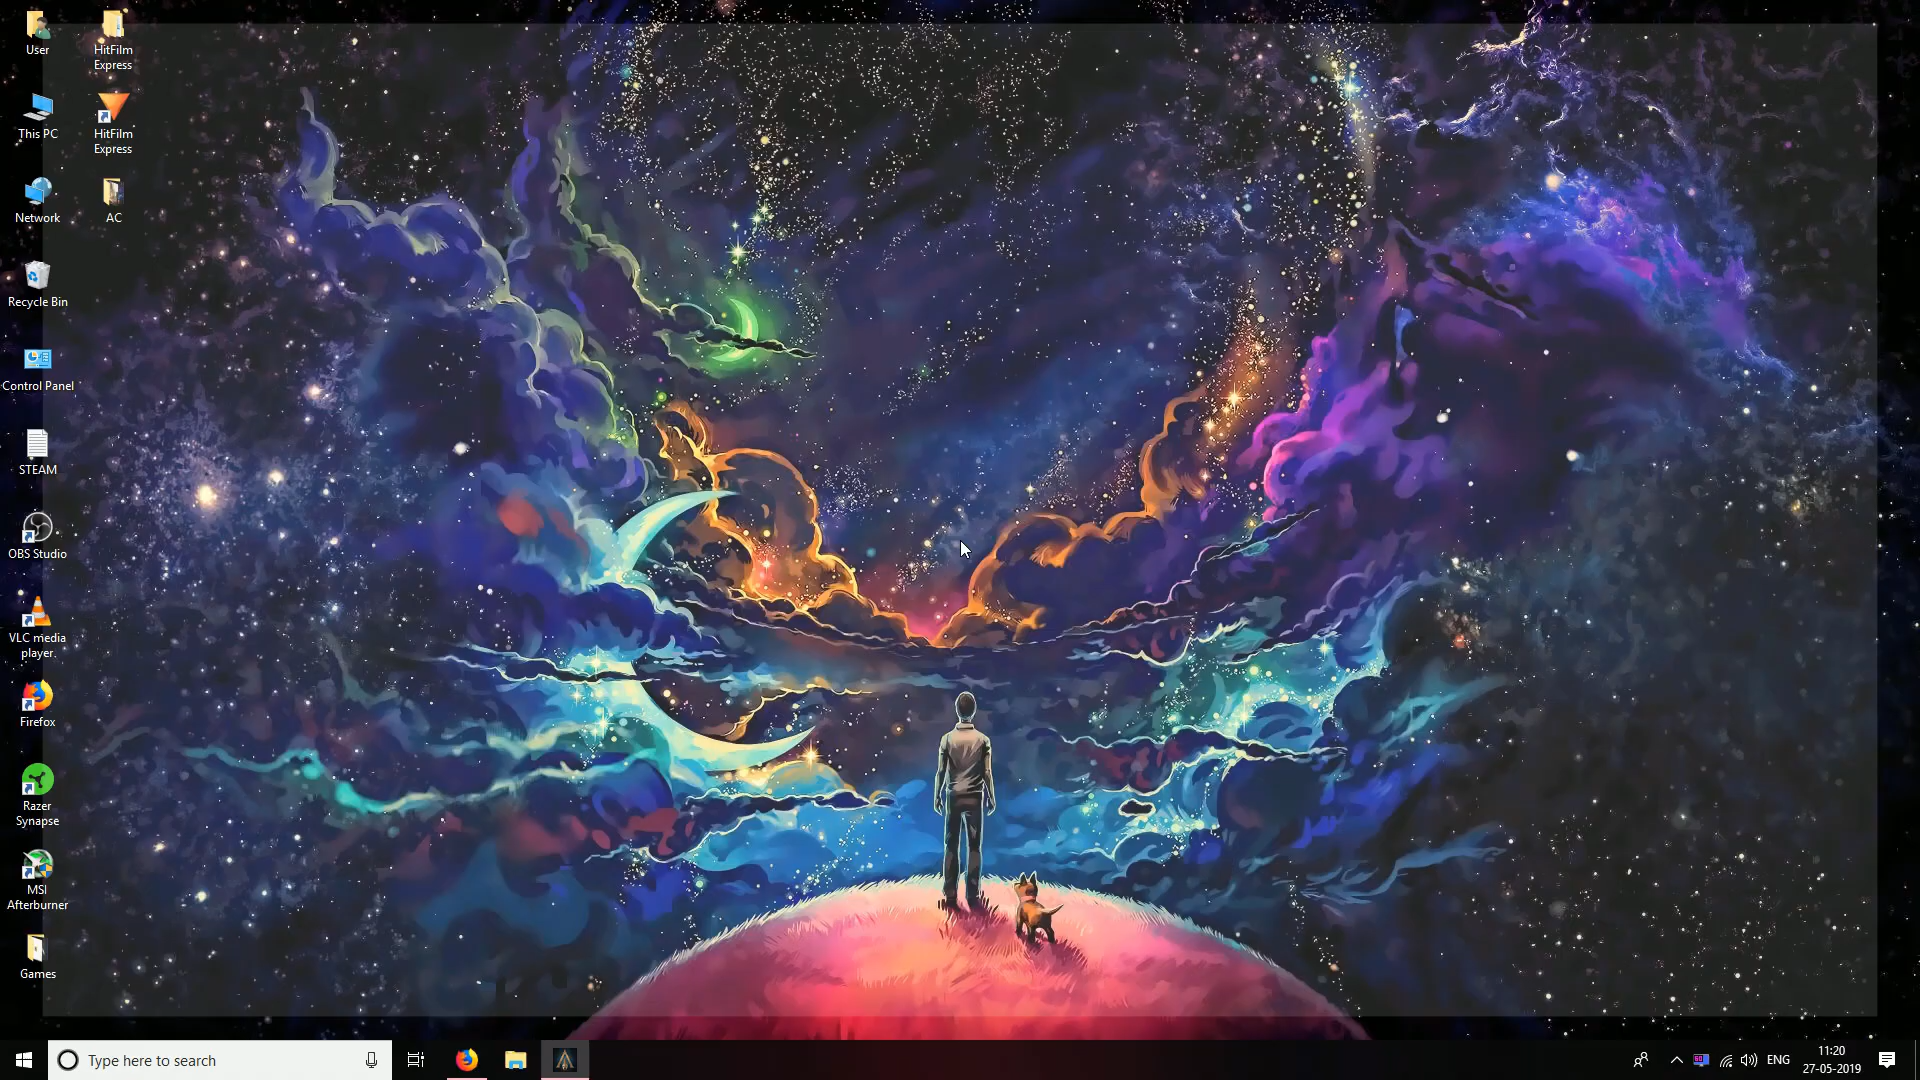 User
HitFilm
Express
This PC
HitFilm
Express
Network
AC
Recycle Bin
Control Panel
STEAM
OBS Studio
VLC media
player
Firefox
Razer
Synapse
MSI
Afterburner
Games
Type here to search
50
ENG
11:20
27-05-2019